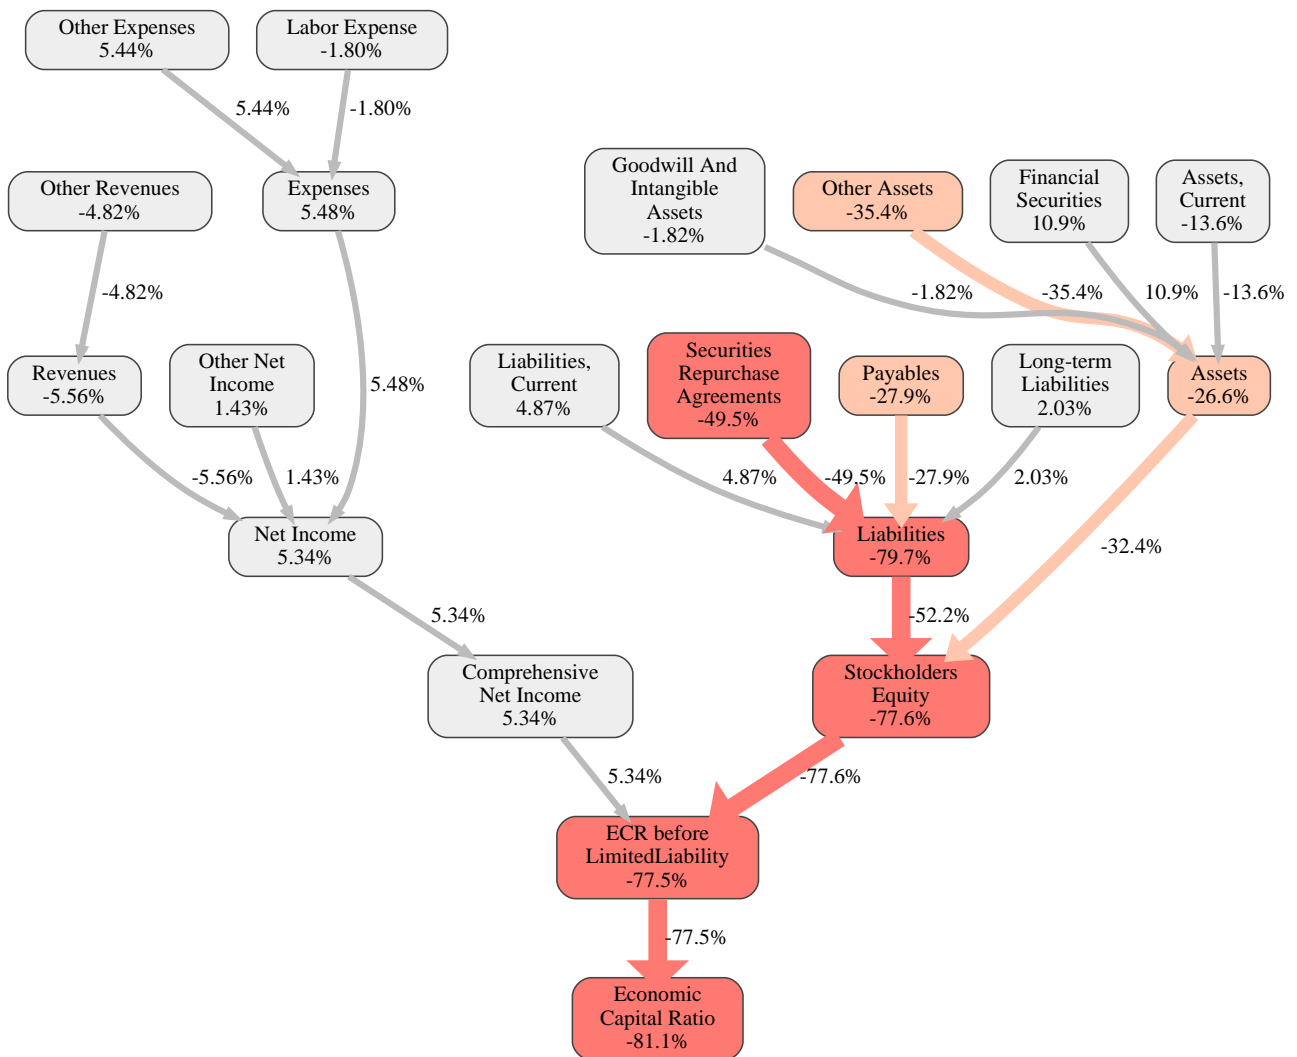 Other Expenses
5.44%
Labor Expense
-1.80%
5.44%
-1.80%
Other Revenues
-4.82%
Expenses
5.48%
Goodwill And
Intangible
Assets
-1.82%
Other Assets
-35.4%
Financial
Securities
10.9%
Assets,
Current
-13.6%
-4.82%
5.48%
-1.82%
-35.4%
10.9%
-13.6%
Revenues
-5.56%
Other Net
Income
1.43%
Liabilities,
Current
4.87%
Securities
Repurchase
Agreements
-49.5%
Payables
-27.9%
Long-term
Liabilities
2.03%
Assets
-26.6%
-5.56%
1.43%
4.87%
-49.5%
-27.9%
2.03%
-32.4%
Net Income
5.34%
Liabilities
-79.7%
5.34%
-52.2%
Comprehensive
Net Income
5.34%
Stockholders
Equity
-77.6%
5.34%
-77.6%
ECR before
LimitedLiability
-77.5%
-77.5%
Economic
Capital Ratio
-81.1%